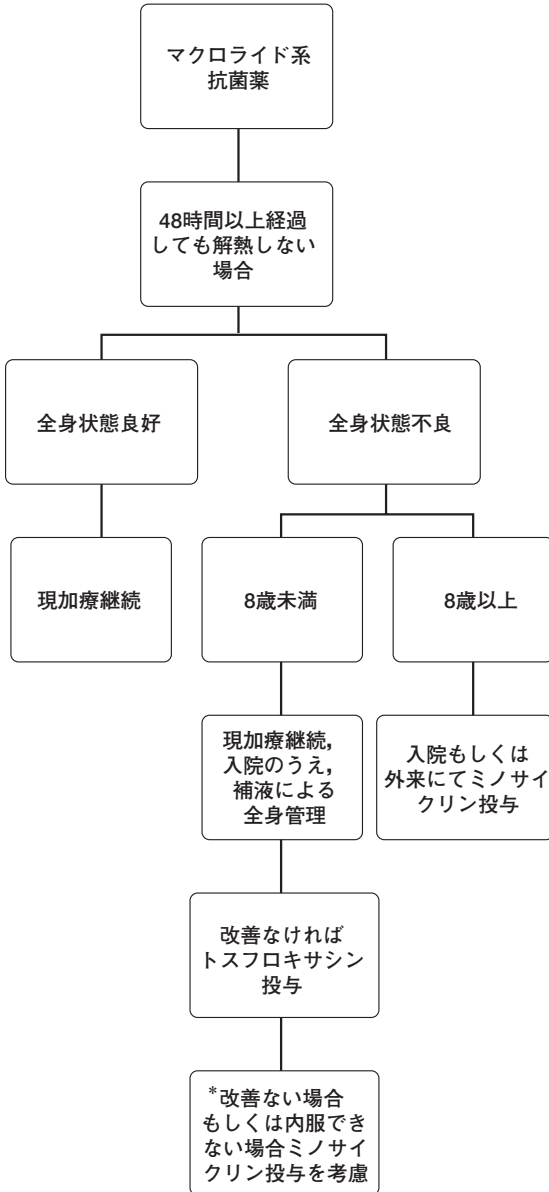 マクロライド系
抗菌薬
48時間以上経過
しても解熱しない
場合
全身状態良好
全身状態不良
現加療継続
8歳未満
8歳以上
現加療継続,
入院のうえ,
補液による
全身管理
入院もしくは
外来にてミノサイ
クリン投与
改善なければ
トスフロキサシン
投与
*改善ない場合
もしくは内服でき
ない場合ミノサイ
クリン投与を考慮